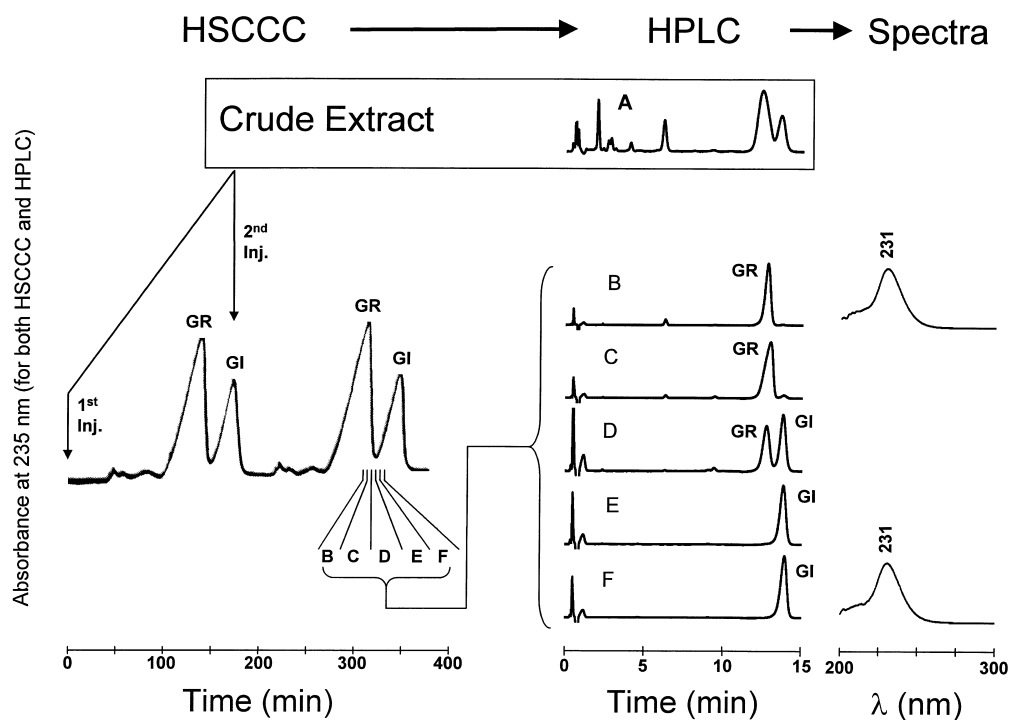 HSCCC HPLC Spectra
Crude Extract
A
Absorbance at 235 nm (for both HSCCC and HPLC)
1st
Inj.
2nd
Inj.
GR
GI
GR
GI
B C D E F
B
GR
C
GR
D
GR
GI
E
GI
F
GI
231
231
0 100 200 300 400
Time (min)
0 5 10 15
Time (min)
200 300
λ (nm)